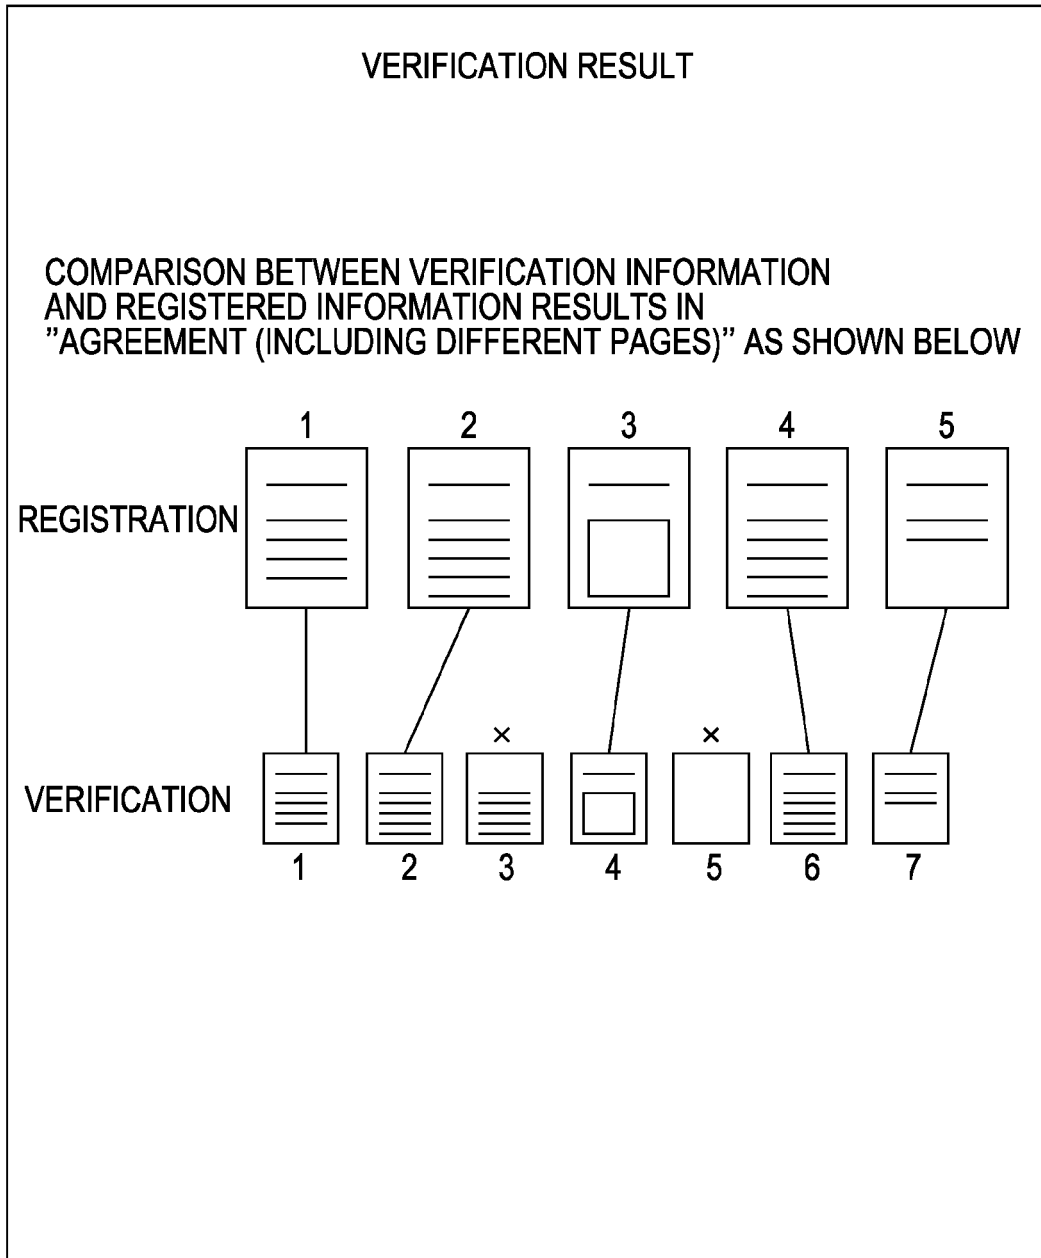 VERIFICATION RESULT
COMPARISON BETWEEN VERIFICATION INFORMATION
AND REGISTERED INFORMATION RESULTS IN
"AGREEMENT (INCLUDING DIFFERENT PAGES)" AS SHOWN BELOW
1 2 3 4 5
REGISTRATION
× ×
VERIFICATION
1 2 3 4 5 6 7